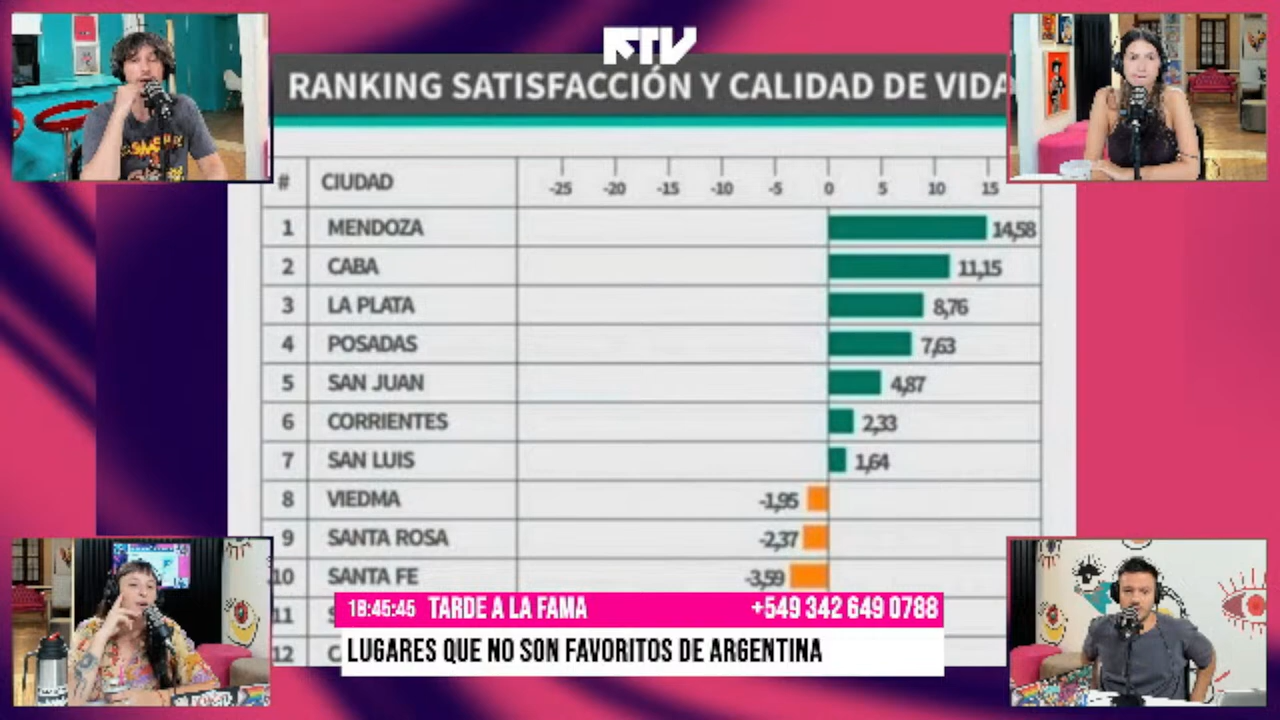 RTV
RANKING SATISFACCIÓN Y CALIDAD DE VIDA
# CIUDAD -25 -20 -15 -10 -5 0 5 10 15
1 MENDOZA 14,58
2 CABA 11,15
3 LA PLATA 8,76
4 POSADAS 7,63
5 SAN JUAN 4,87
6 CORRIENTES 2,33
7 SAN LUIS 1,64
8 VIEDMA -1,95
9 SANTA ROSA -2,37
10 SANTA FE -3,59
11
12
18:45:45 TARDE A LA FAMA +549 342 649 0788
LUGARES QUE NO SON FAVORITOS DE ARGENTINA